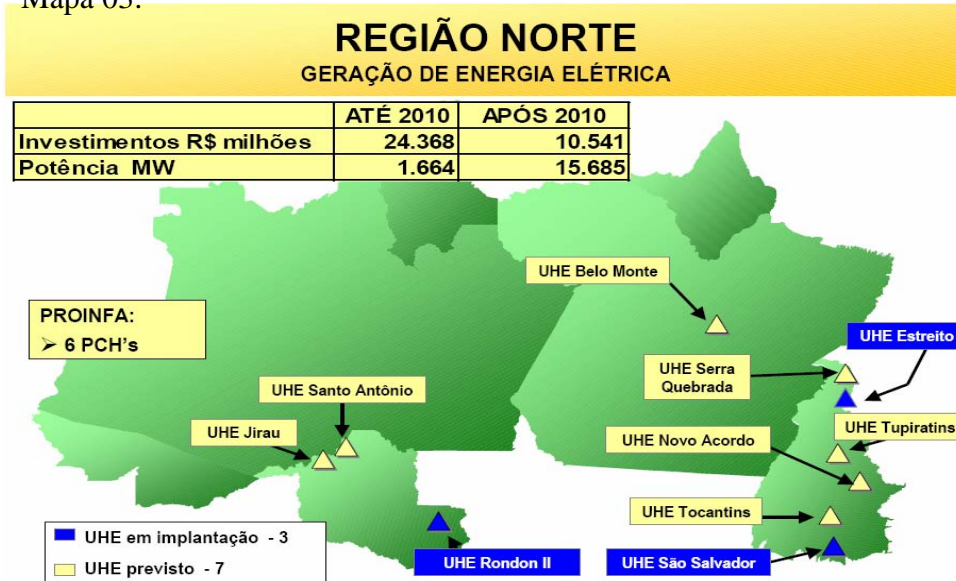 Mapa 03:
REGIÃO NORTE
GERAÇÃO DE ENERGIA ELÉTRICA
ATÉ 2010 APÓS 2010
Investimentos R$ milhões 24.368 10.541
Potência MW 1.664 15.685
UHE Belo Monte
PROINFA:
➢ 6 PCH's
UHE Estreito
UHE Serra
Quebrada
UHE Santo Antônio
UHE Jirau
UHE Tupiratins
UHE Novo Acordo
UHE Tocantins
UHE em implantação - 3
UHE Rondon II
UHE São Salvador
UHE previsto - 7